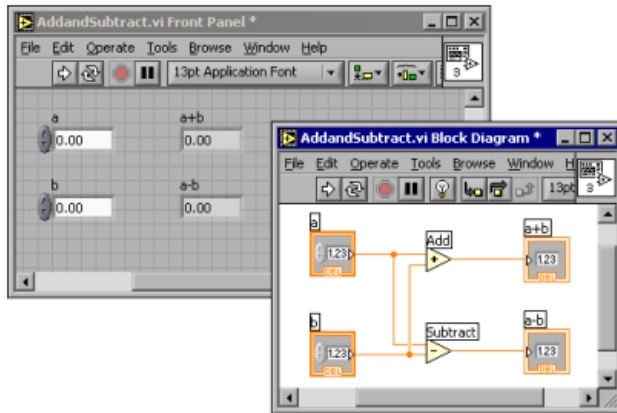 AddandSubtract.vi Front Panel *
File Edit Operate Tools Browse Window Help
13pt Application Font
3
a
0.00
a+b
0.00
b
0.00
a-b
0.00
AddandSubtract.vi Block Diagram *
File Edit Operate Tools Browse Window H
13pt
3
a
1.23
DBL
Add
+
a+b
1.23
DBL
b
1.23
DBL
Subtract
-
a-b
1.23
DBL